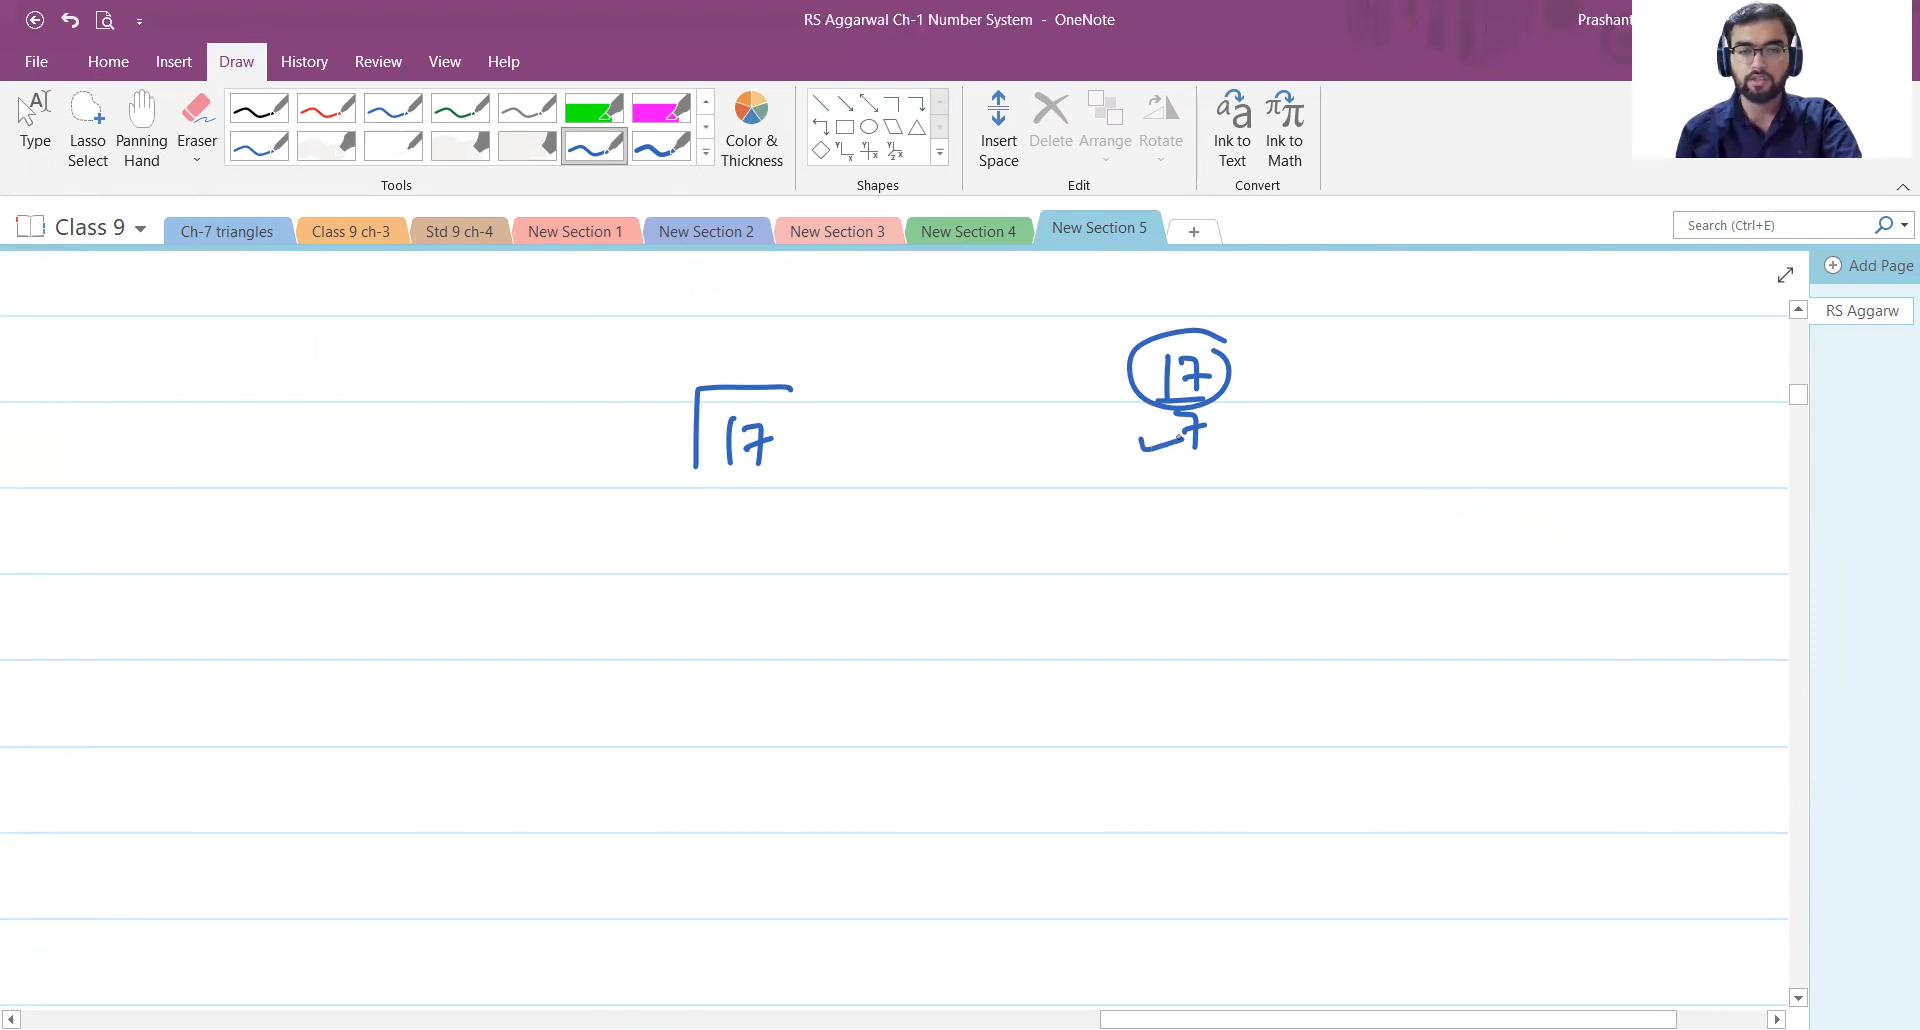 RS Aggarwal Ch-1 Number System - OneNote
Prashant
File Home Insert Draw History Review View Help
Type
Lasso Select
Panning Hand
Eraser
Color & Thickness
Insert Space
Delete
Arrange
Rotate
Ink to Text
Ink to Math
Tools
Shapes
Edit
Convert
Class 9
Ch-7 triangles
Class 9 ch-3
Std 9 ch-4
New Section 1
New Section 2
New Section 3
New Section 4
New Section 5
Search (Ctrl+E)
Add Page
RS Aggarw
17
17
7